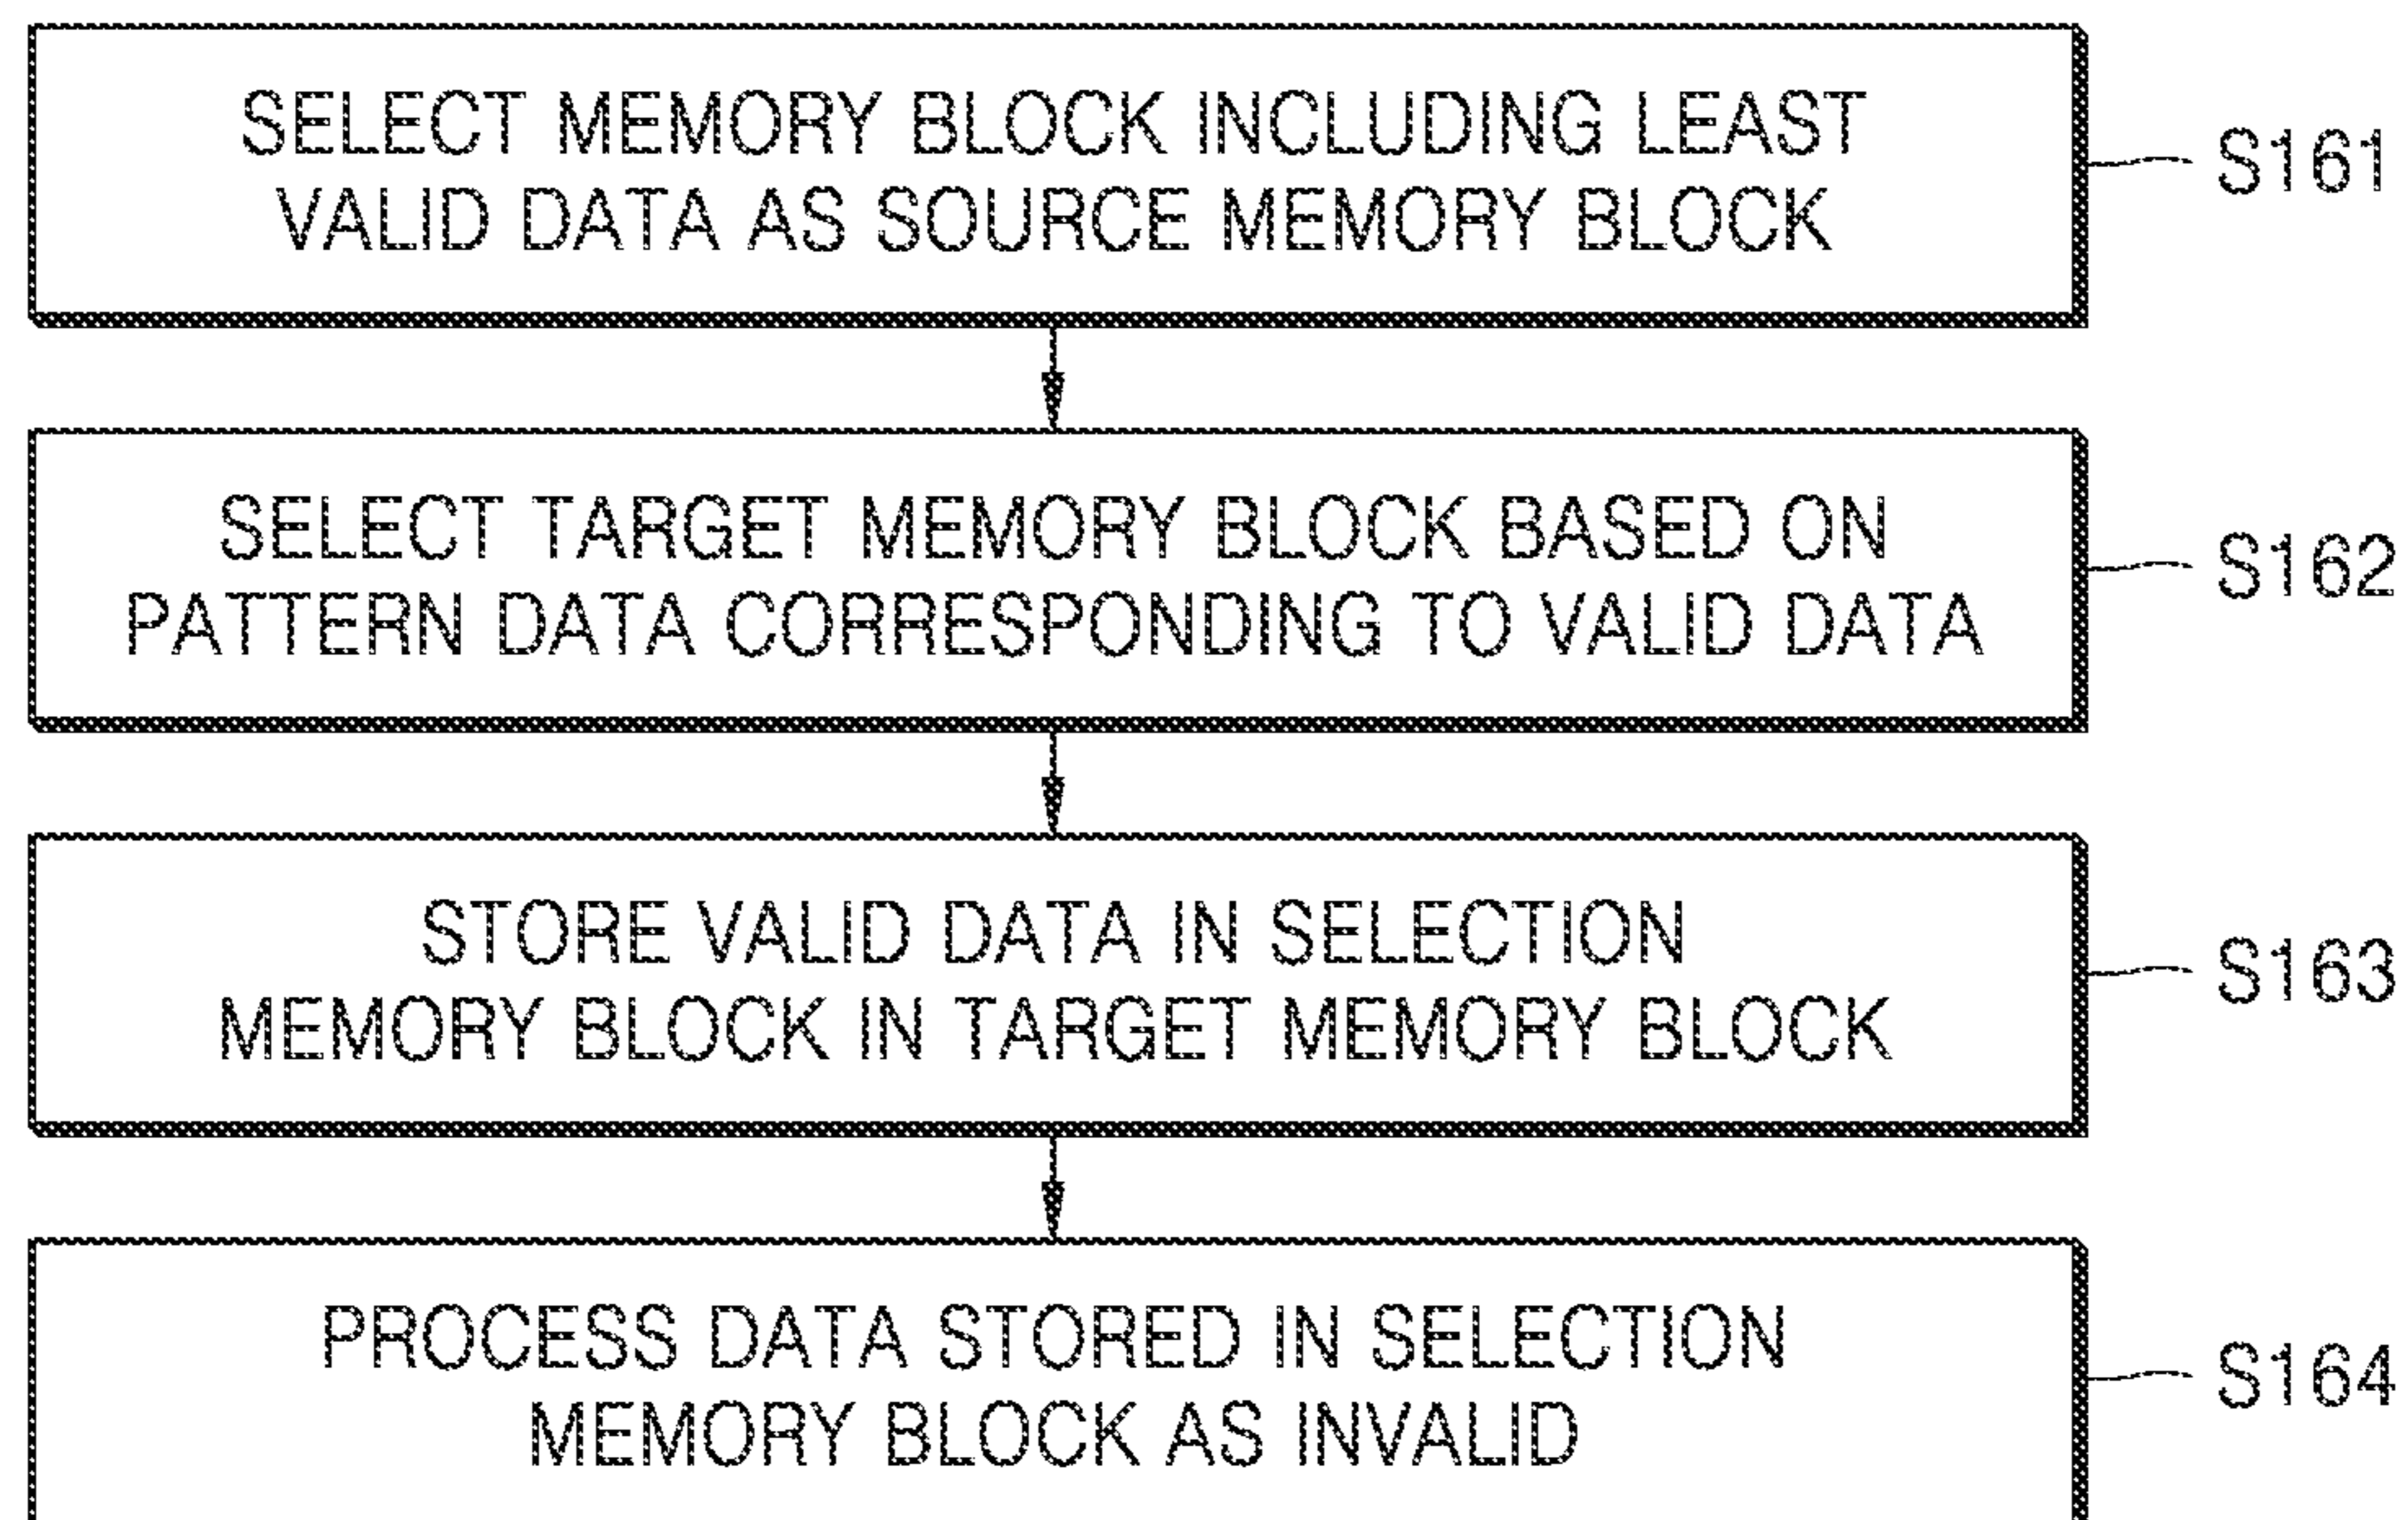 SELECT MEMORY BLOCK INCLUDING LEAST
VALID DATA AS SOURCE MEMORY BLOCK
S161
SELECT TARGET MEMORY BLOCK BASED ON
PATTERN DATA CORRESPONDING TO VALID DATA
S162
STORE VALID DATA IN SELECTION
MEMORY BLOCK IN TARGET MEMORY BLOCK
S163
PROCESS DATA STORED IN SELECTION
MEMORY BLOCK AS INVALID
S164